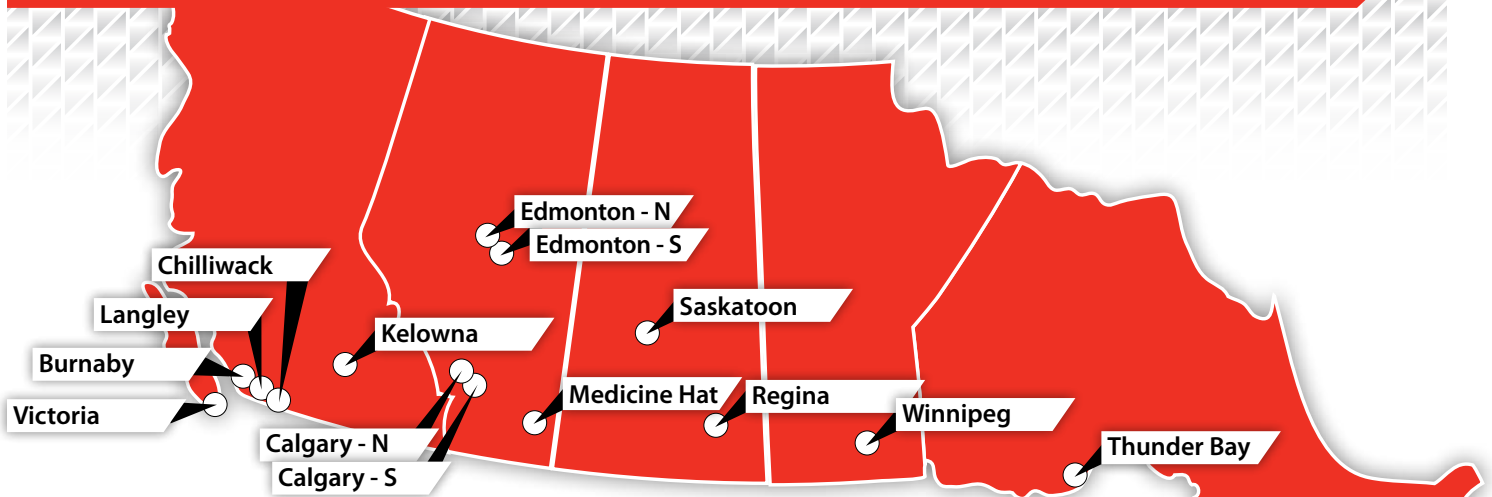 Edmonton - N
Edmonton - S
Chilliwack
Langley
Saskatoon
Kelowna
Burnaby
Medicine Hat
Regina
Victoria
Winnipeg
Calgary - N
Thunder Bay
Calgary - S